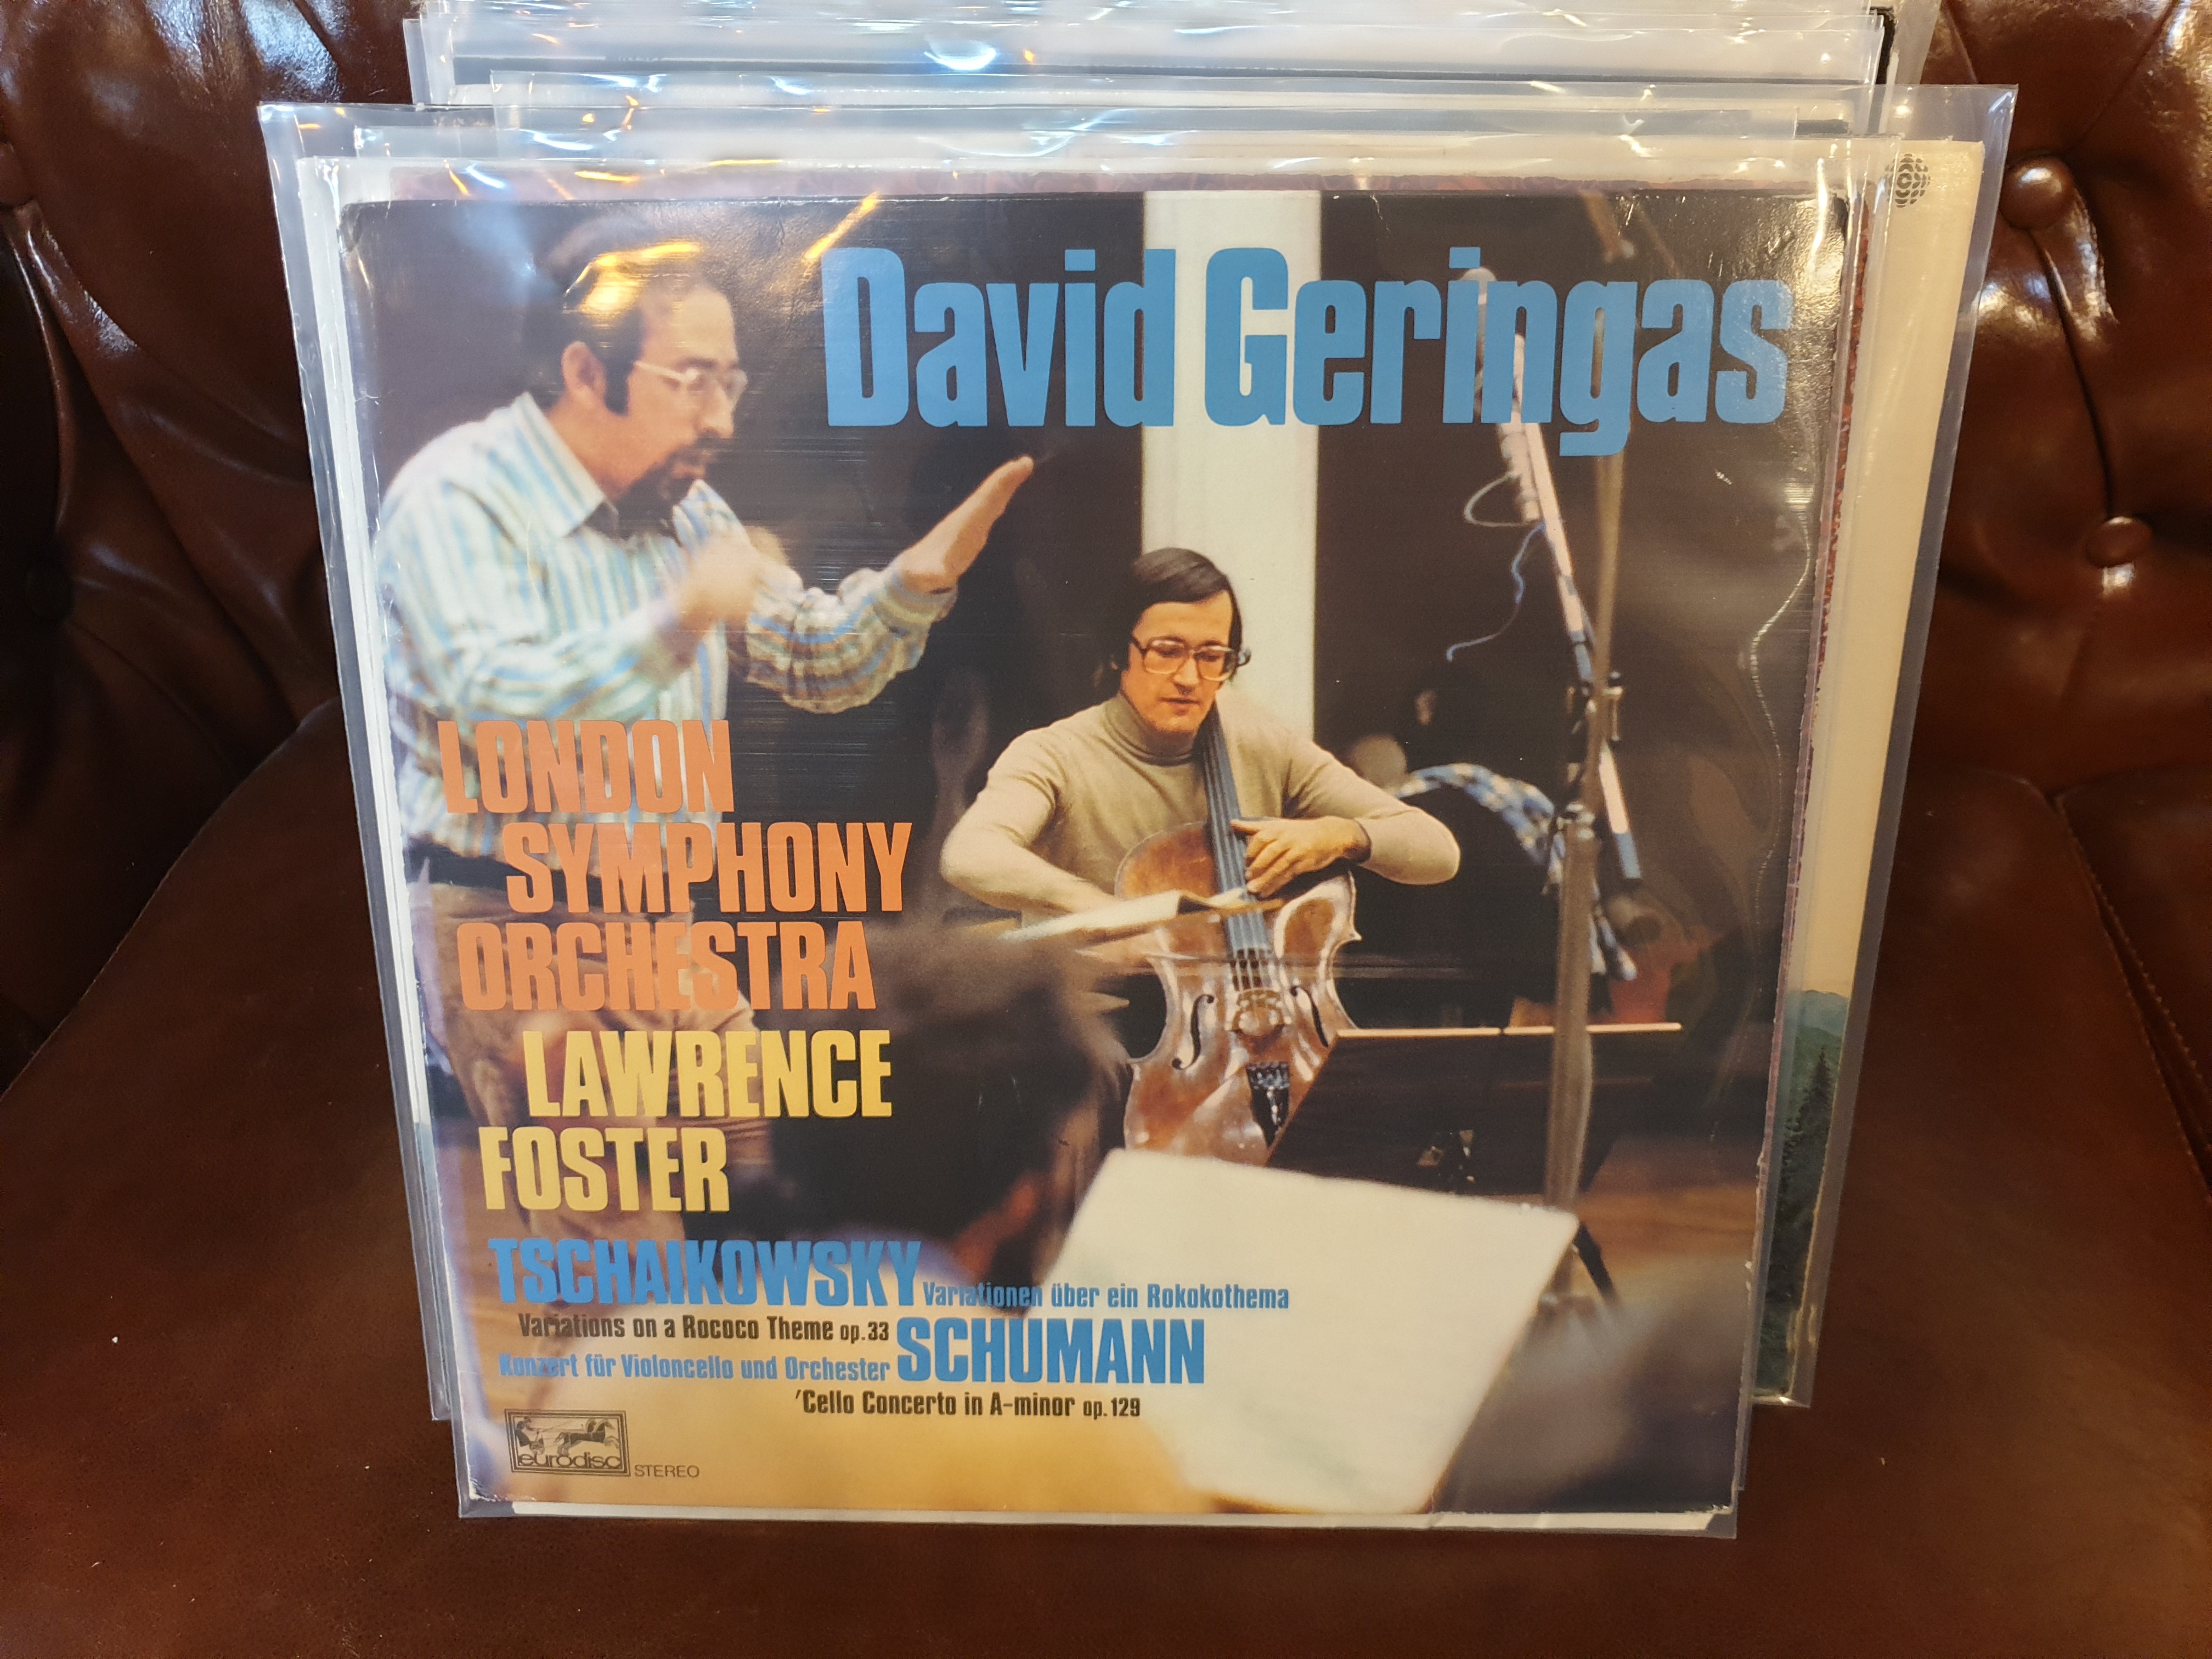 David Geringas
LONDON
SYMPHONY
ORCHESTRA
LAWRENCE
FOSTER
TSCHAIKOWSKY Variationen über ein Rokokothema
Variations on a Rococo Theme op.33 SCHUMANN
Konzert für Violoncello und Orchester
'Cello Concerto in A-minor op.129
eurodisc STEREO